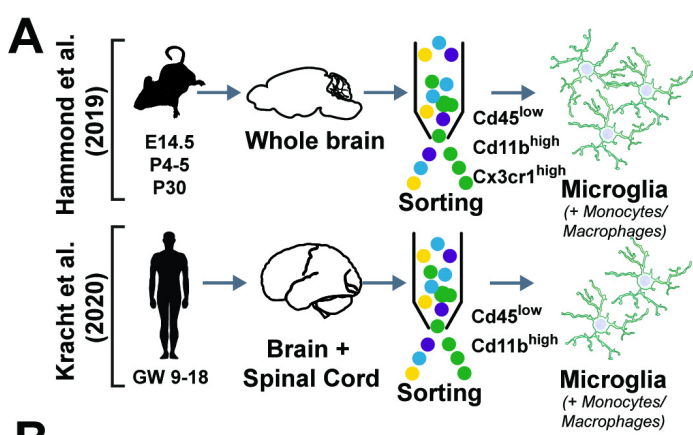 A
Hammond et al.
(2019)
E14.5
P4-5
P30
Whole brain
Cd45low
Cd11bhigh
Cx3cr1high
Sorting
Microglia
(+ Monocytes/
Macrophages)
Kracht et al.
(2020)
GW 9-18
Brain +
Spinal Cord
Cd45low
Cd11bhigh
Sorting
Microglia
(+ Monocytes/
Macrophages)
B